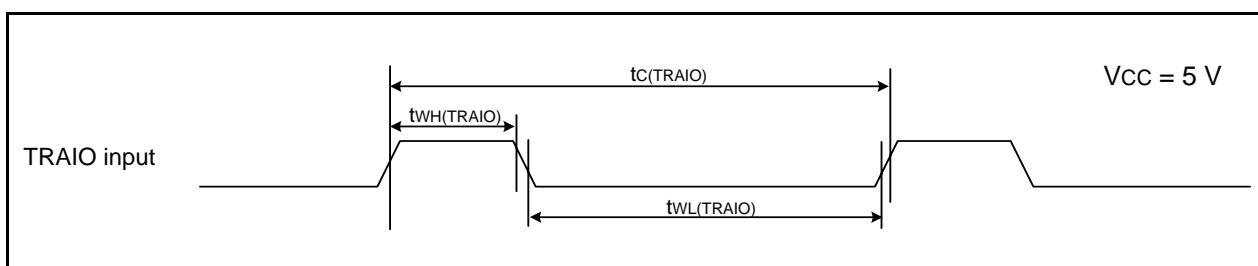 tC(TRAIO)
VCC = 5 V
tWH(TRAIO)
TRAIO input
tWL(TRAIO)